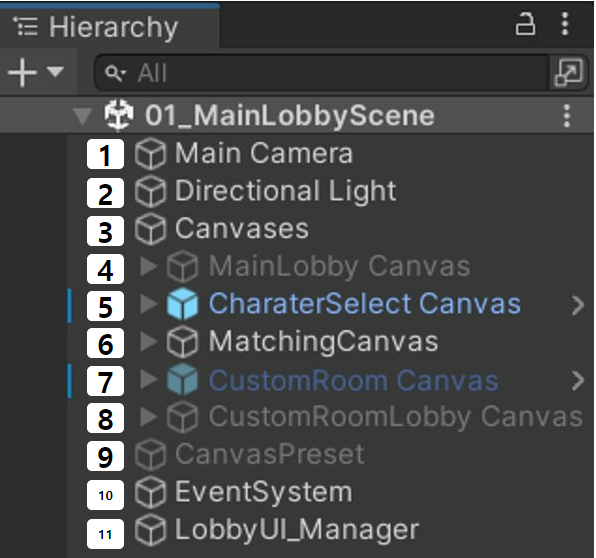 Hierarchy
All
01_MainLobbyScene
1 Main Camera
2 Directional Light
3 Canvases
4 MainLobby Canvas
5 CharaterSelect Canvas
6 MatchingCanvas
7 CustomRoom Canvas
8 CustomRoomLobby Canvas
9 CanvasPreset
10 EventSystem
11 LobbyUI_Manager